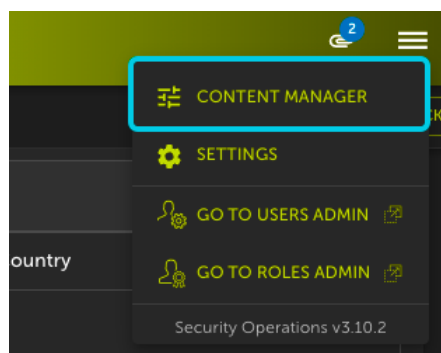 2
CONTENT MANAGER
SETTINGS
GO TO USERS ADMIN
ountry
GO TO ROLES ADMIN
Security Operations v3.10.2